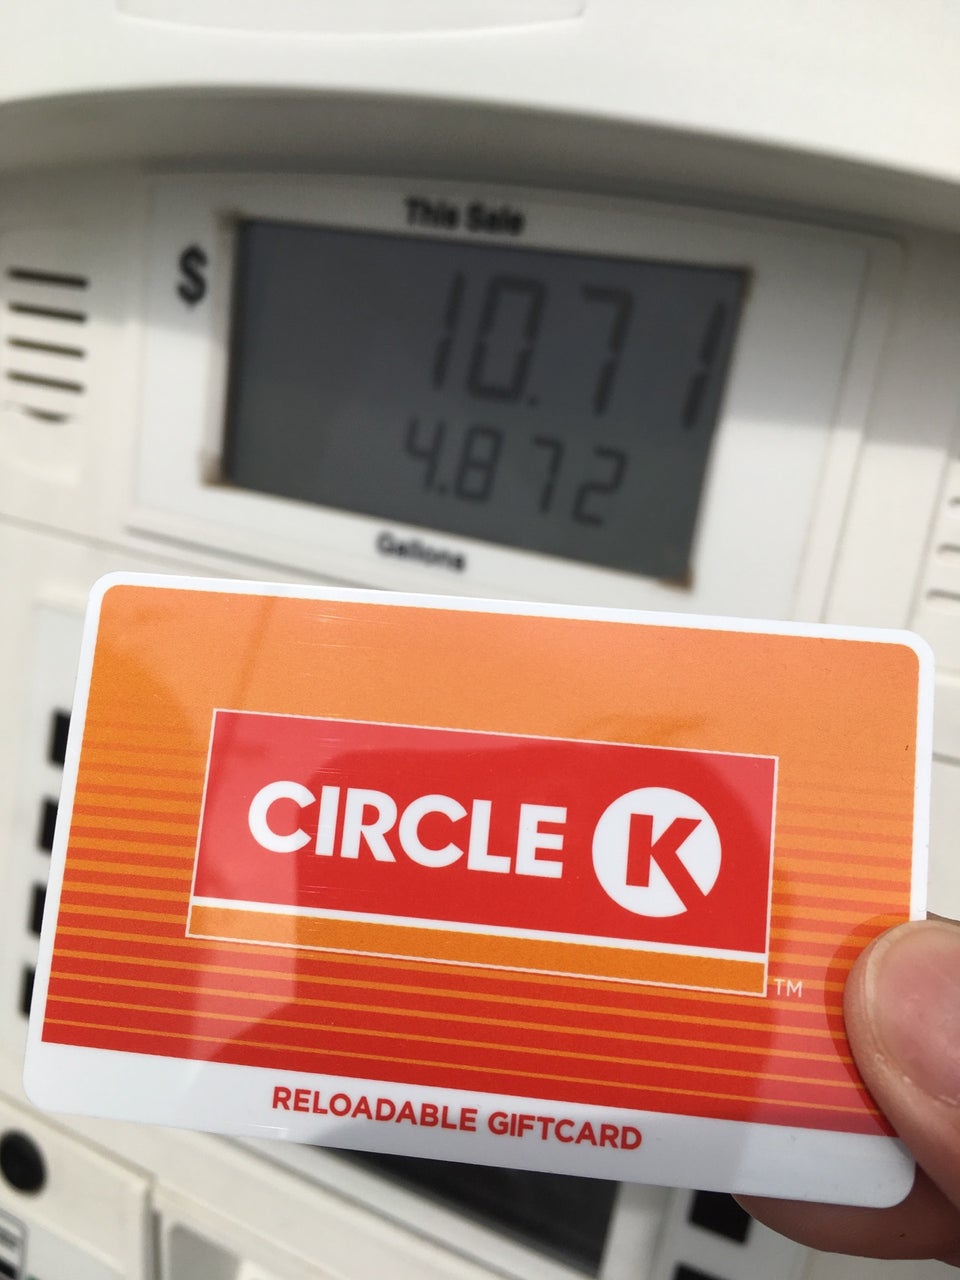 This Sale
$ 10.71
4.872
Gallons
CIRCLE K
TM
RELOADABLE GIFTCARD